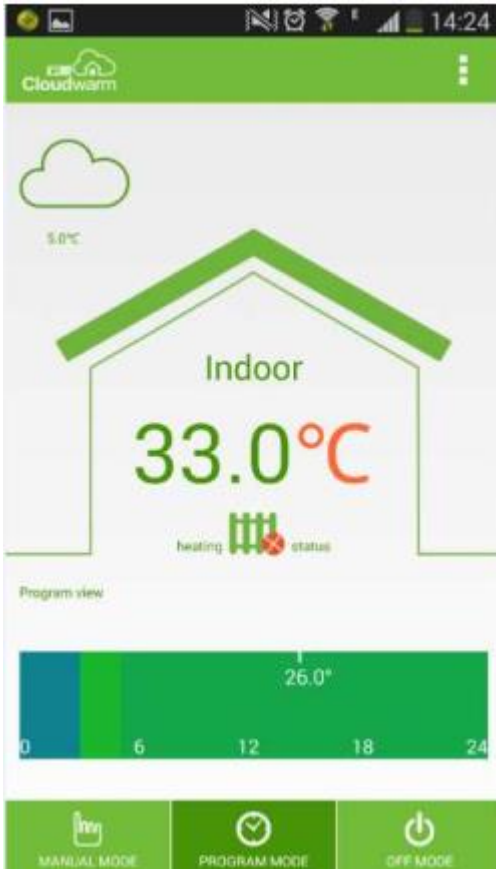 14:24
Cloudwarm
5.0°C
Indoor
33.0°C
heating status
Program view
26.0°
0 6 12 18 24
MANUAL MODE PROGRAM MODE OFF MODE